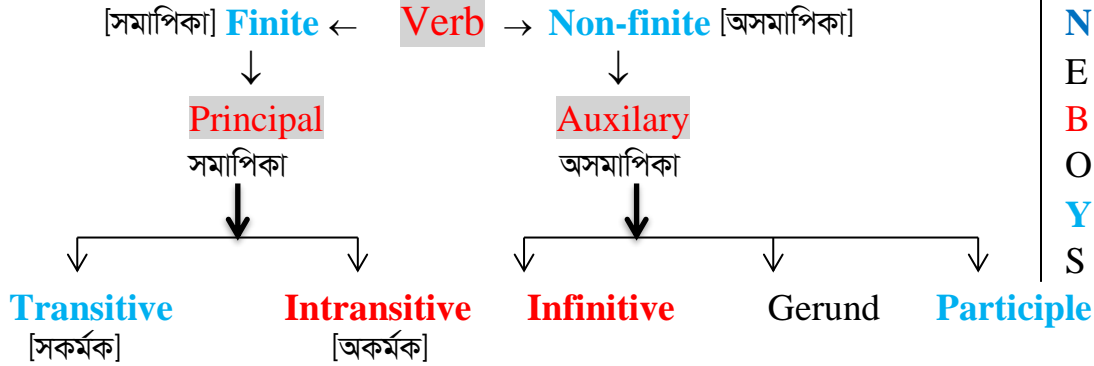 [সমাপিকা] Finite ← Verb → Non-finite [অসমাপিকা]
↓ ↓
Principal Auxilary
সমাপিকা অসমাপিকা
Transitive Intransitive Infinitive Gerund Participle
[সকর্মক] [অকর্মক]
N
E
B
O
Y
S